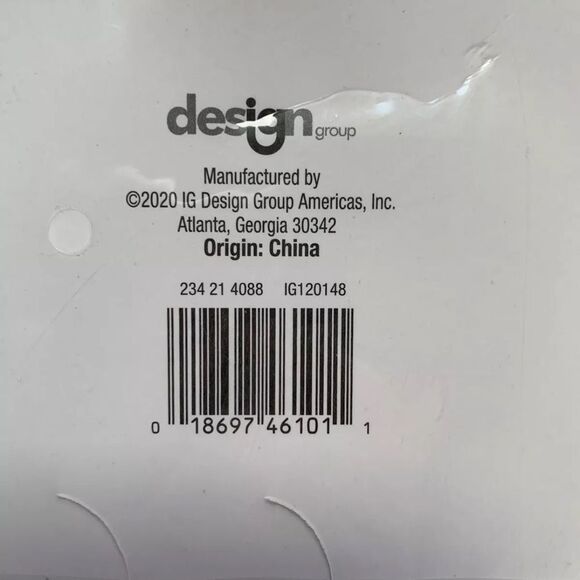 design group
Manufactured by
©2020 IG Design Group Americas, Inc.
Atlanta, Georgia 30342
Origin: China
234 21 4088 IG120148
0 18697 46101 1